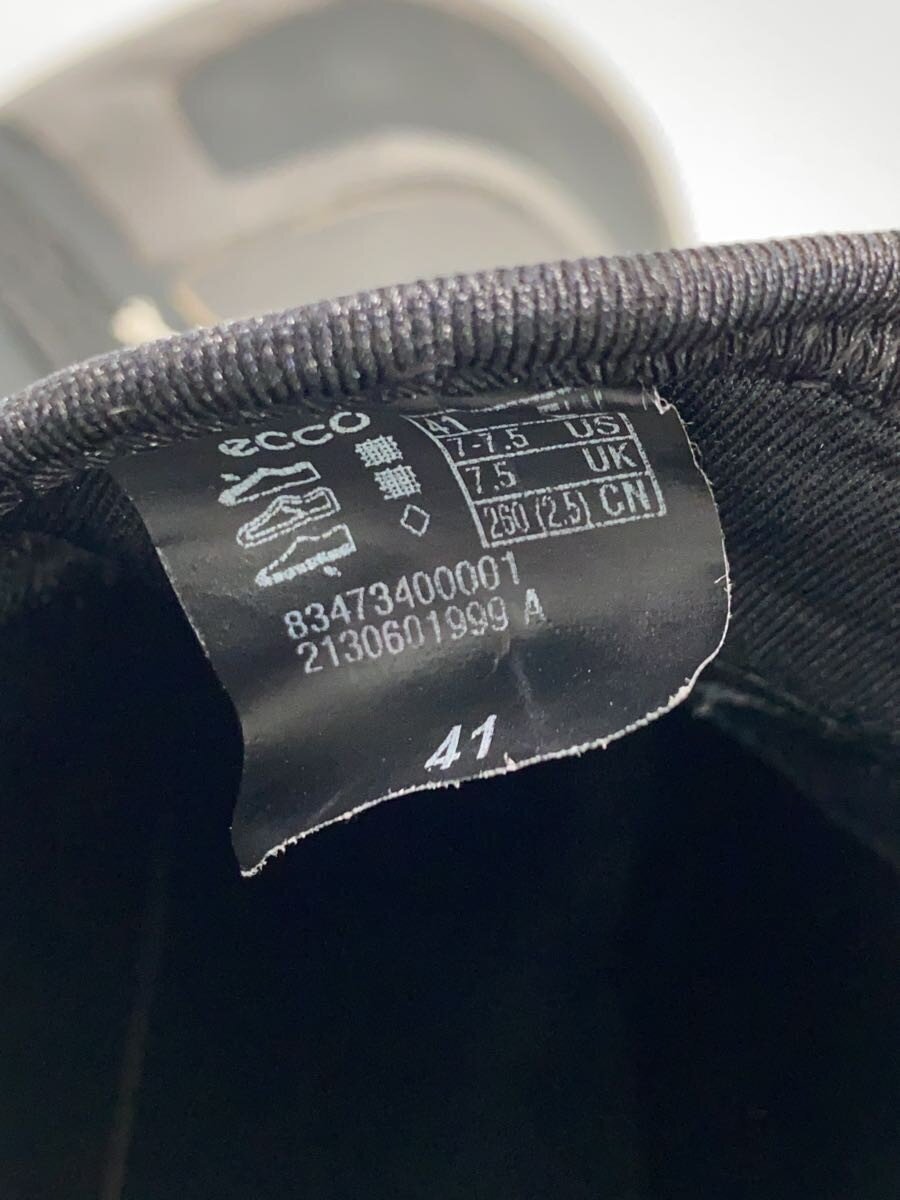 ecco
41
7-7.5 US
7.5 UK
260 (2.5) CN
83473400001
2130601999 A
41